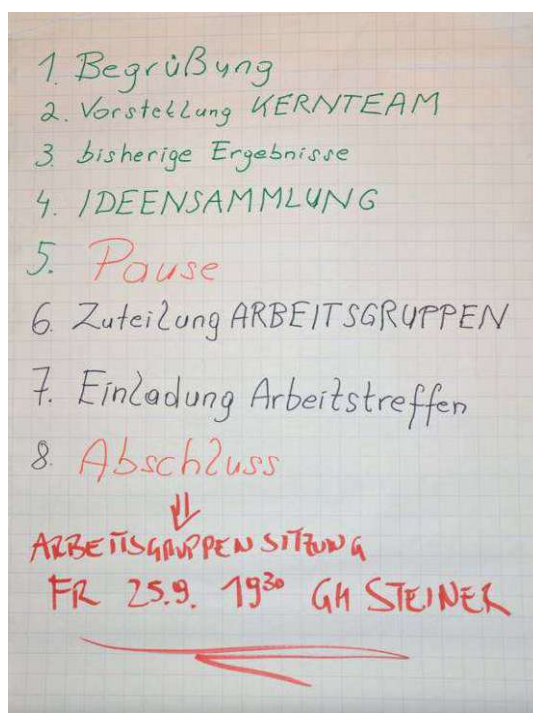 1. Begrüßung
2. Vorstellung KERNTEAM
3. bisherige Ergebnisse
4. IDEENSAMMLUNG
5. Pause
6. Zuteilung ARBEITSGRUPPEN
7. Einladung Arbeitstreffen
8. Abschluss
⇓
ARBEITSGRUPPENSITZUNG
FR 25.9. 19³⁰ GH STEINER